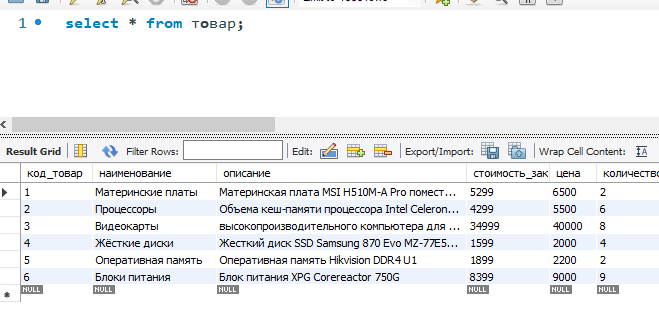 1 select * from товар;
Result Grid Filter Rows: Edit: Export/Import: Wrap Cell Content:
код_товар наименование описание стоимость_зак цена количество
1 Материнские платы Материнская плата MSI H510M-A Pro помест... 5299 6500 2
2 Процессоры Объема кеш-памяти процессора Intel Celeron... 4299 5500 6
3 Видеокарты высокопроизводительного компьютера для ... 34999 40000 8
4 Жёсткие диски Жесткий диск SSD Samsung 870 Evo MZ-77E5... 1599 2000 4
5 Оперативная память Оперативная память Hikvision DDR4 U1 1899 2200 2
6 Блоки питания Блок питания XPG Corereactor 750G 8399 9000 9
NULL NULL NULL NULL NULL NULL